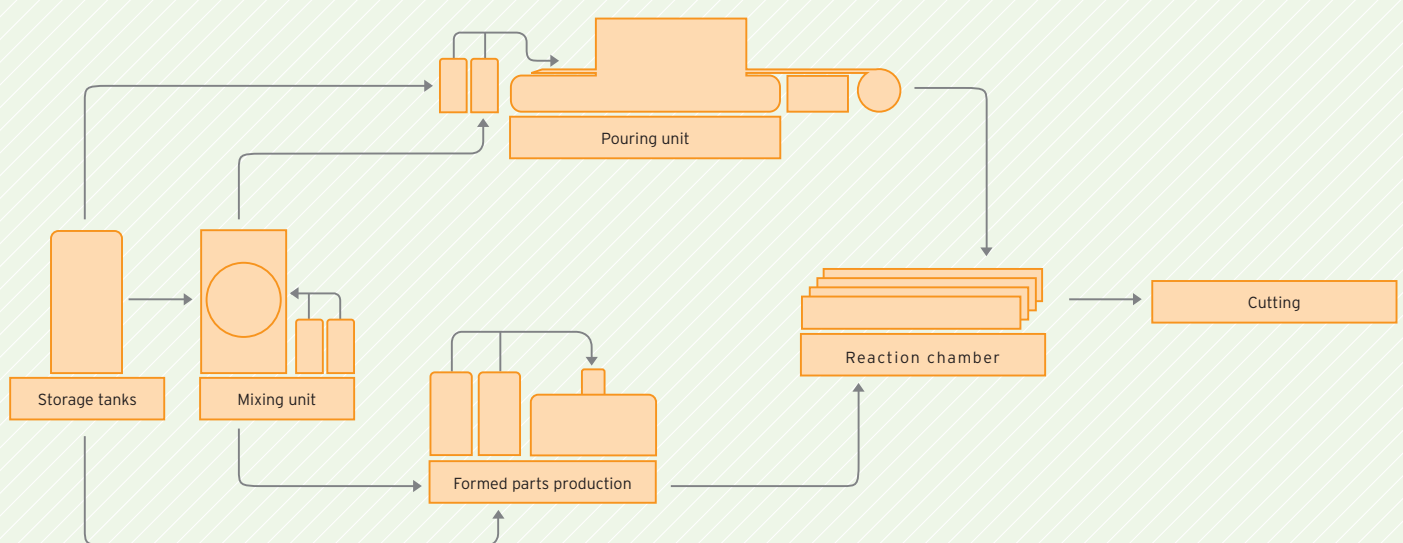 Pouring unit
Cutting
Reaction chamber
Storage tanks
Mixing unit
Formed parts production